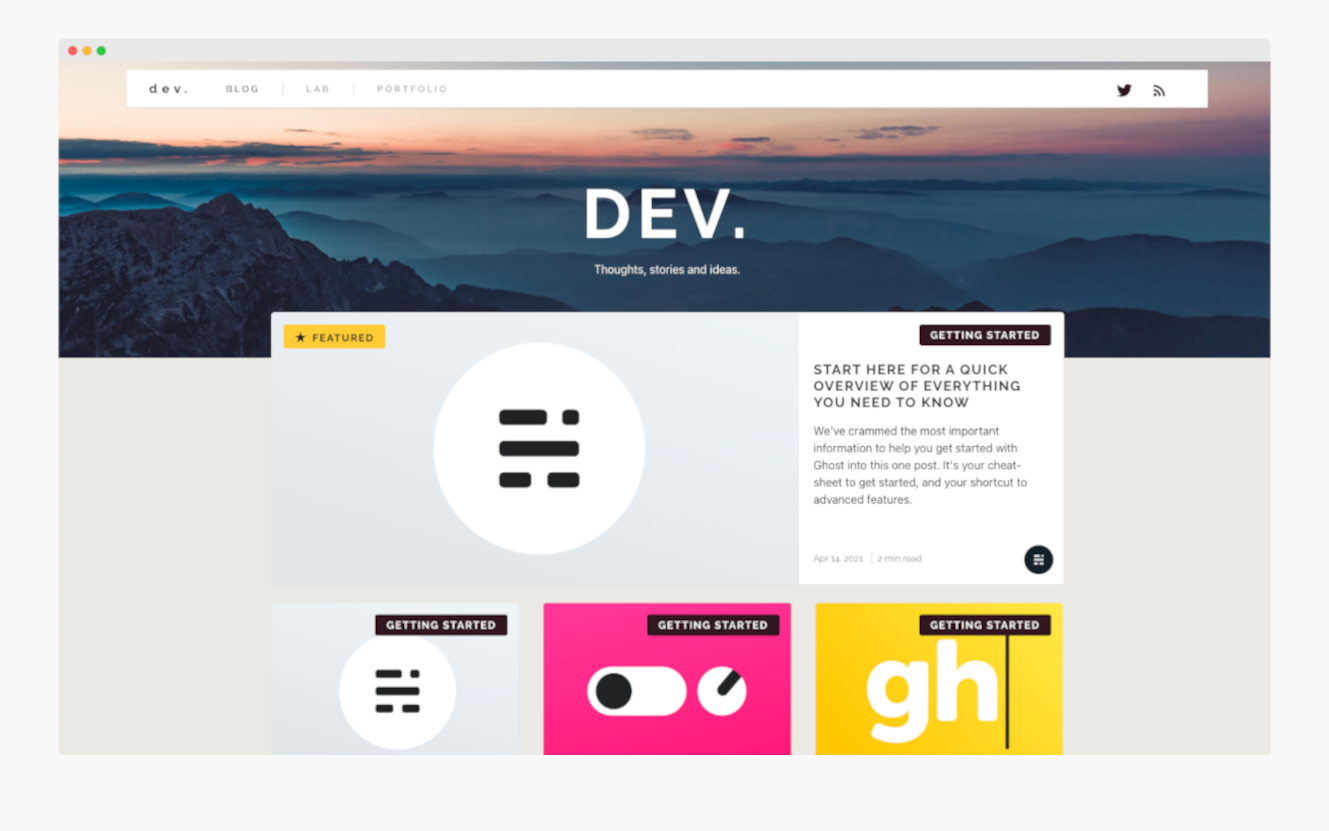 dev. BLOG LAB PORTFOLIO
DEV.
Thoughts, stories and ideas.
★ FEATURED
GETTING STARTED
START HERE FOR A QUICK
OVERVIEW OF EVERYTHING
YOU NEED TO KNOW
We've crammed the most important
information to help you get started with
Ghost into this one post. It's your cheat-
sheet to get started, and your shortcut to
advanced features.
Apr 14, 2021 2 min read
GETTING STARTED
GETTING STARTED
GETTING STARTED
gh